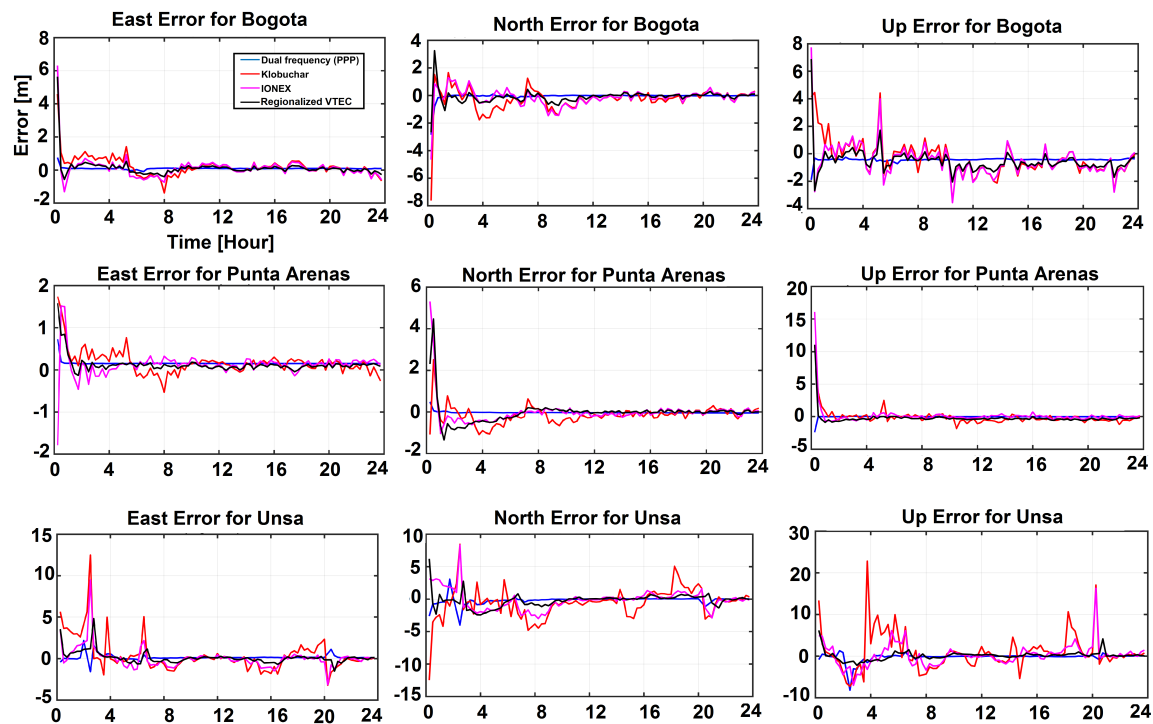 East Error for Bogota
North Error for Bogota
Up Error for Bogota
Error [m]
8
6
4
2
0
-2
Dual frequency (PPP)
Klobuchar
IONEX
Regionalized VTEC
0 4 8 12 16 20 24
Time [Hour]
4
2
0
-2
-4
-6
-8
0 4 8 12 16 20 24
8
6
4
2
0
-2
-4
0 4 8 12 16 20 24
East Error for Punta Arenas
North Error for Punta Arenas
Up Error for Punta Arenas
2
1
0
-1
-2
0 4 8 12 16 20 24
6
4
2
0
-2
0 4 8 12 16 20 24
20
15
10
5
0
-5
0 4 8 12 16 20 24
East Error for Unsa
North Error for Unsa
Up Error for Unsa
15
10
5
0
-5
0 4 8 12 16 20 24
10
5
0
-5
-10
-15
0 4 8 12 16 20 24
30
20
10
0
-10
0 4 8 12 16 20 24